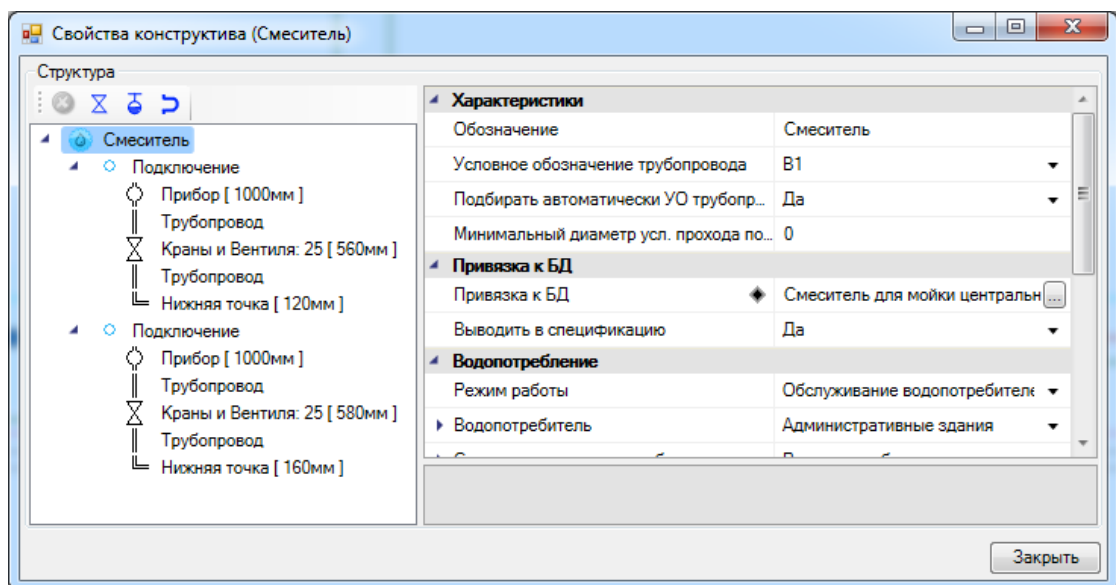 Свойства конструктива (Смеситель)
Структура
Смеситель
Подключение
Прибор [ 1000мм ]
Трубопровод
Краны и Вентиля: 25 [ 560мм ]
Трубопровод
Нижняя точка [ 120мм ]
Подключение
Прибор [ 1000мм ]
Трубопровод
Краны и Вентиля: 25 [ 580мм ]
Трубопровод
Нижняя точка [ 160мм ]
Характеристики
Обозначение Смеситель
Условное обозначение трубопровода В1
Подбирать автоматически УО трубопр... Да
Минимальный диаметр усл. прохода по... 0
Привязка к БД
Привязка к БД Смеситель для мойки центральн ...
Выводить в спецификацию Да
Водопотребление
Режим работы Обслуживание водопотребителе
Водопотребитель Административные здания
Закрыть